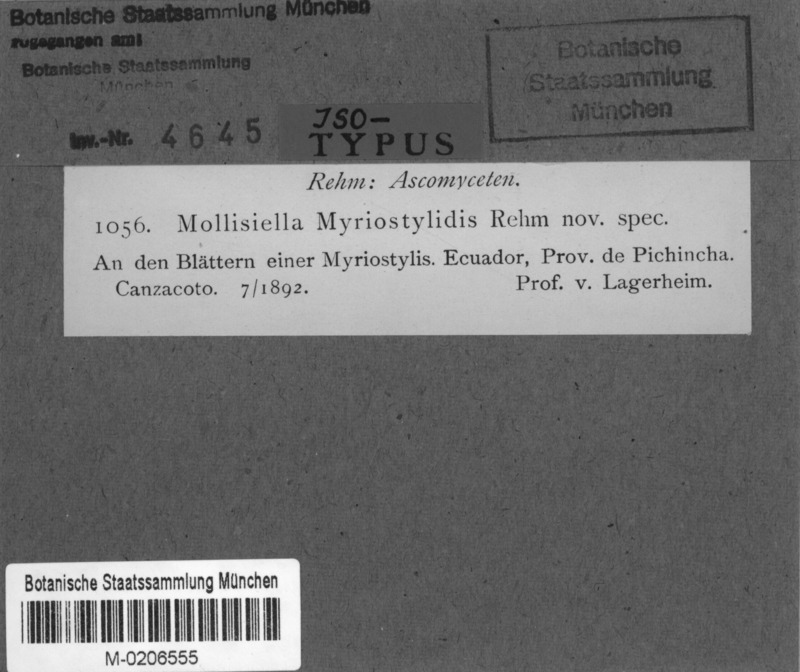 Botanische Staatssammlung München
zugegangen am:
Botanische Staatssammlung
München
Inv.-Nr. 4645
ISO-
TYPUS
Botanische
Staatssammlung
München
Rehm: Ascomyceten.
1056. Mollisiella Myriostylidis Rehm nov. spec.
An den Blättern einer Myriostylis. Ecuador, Prov. de Pichincha.
Canzacoto. 7/1892. Prof. v. Lagerheim.
Botanische Staatssammlung München
M-0206555